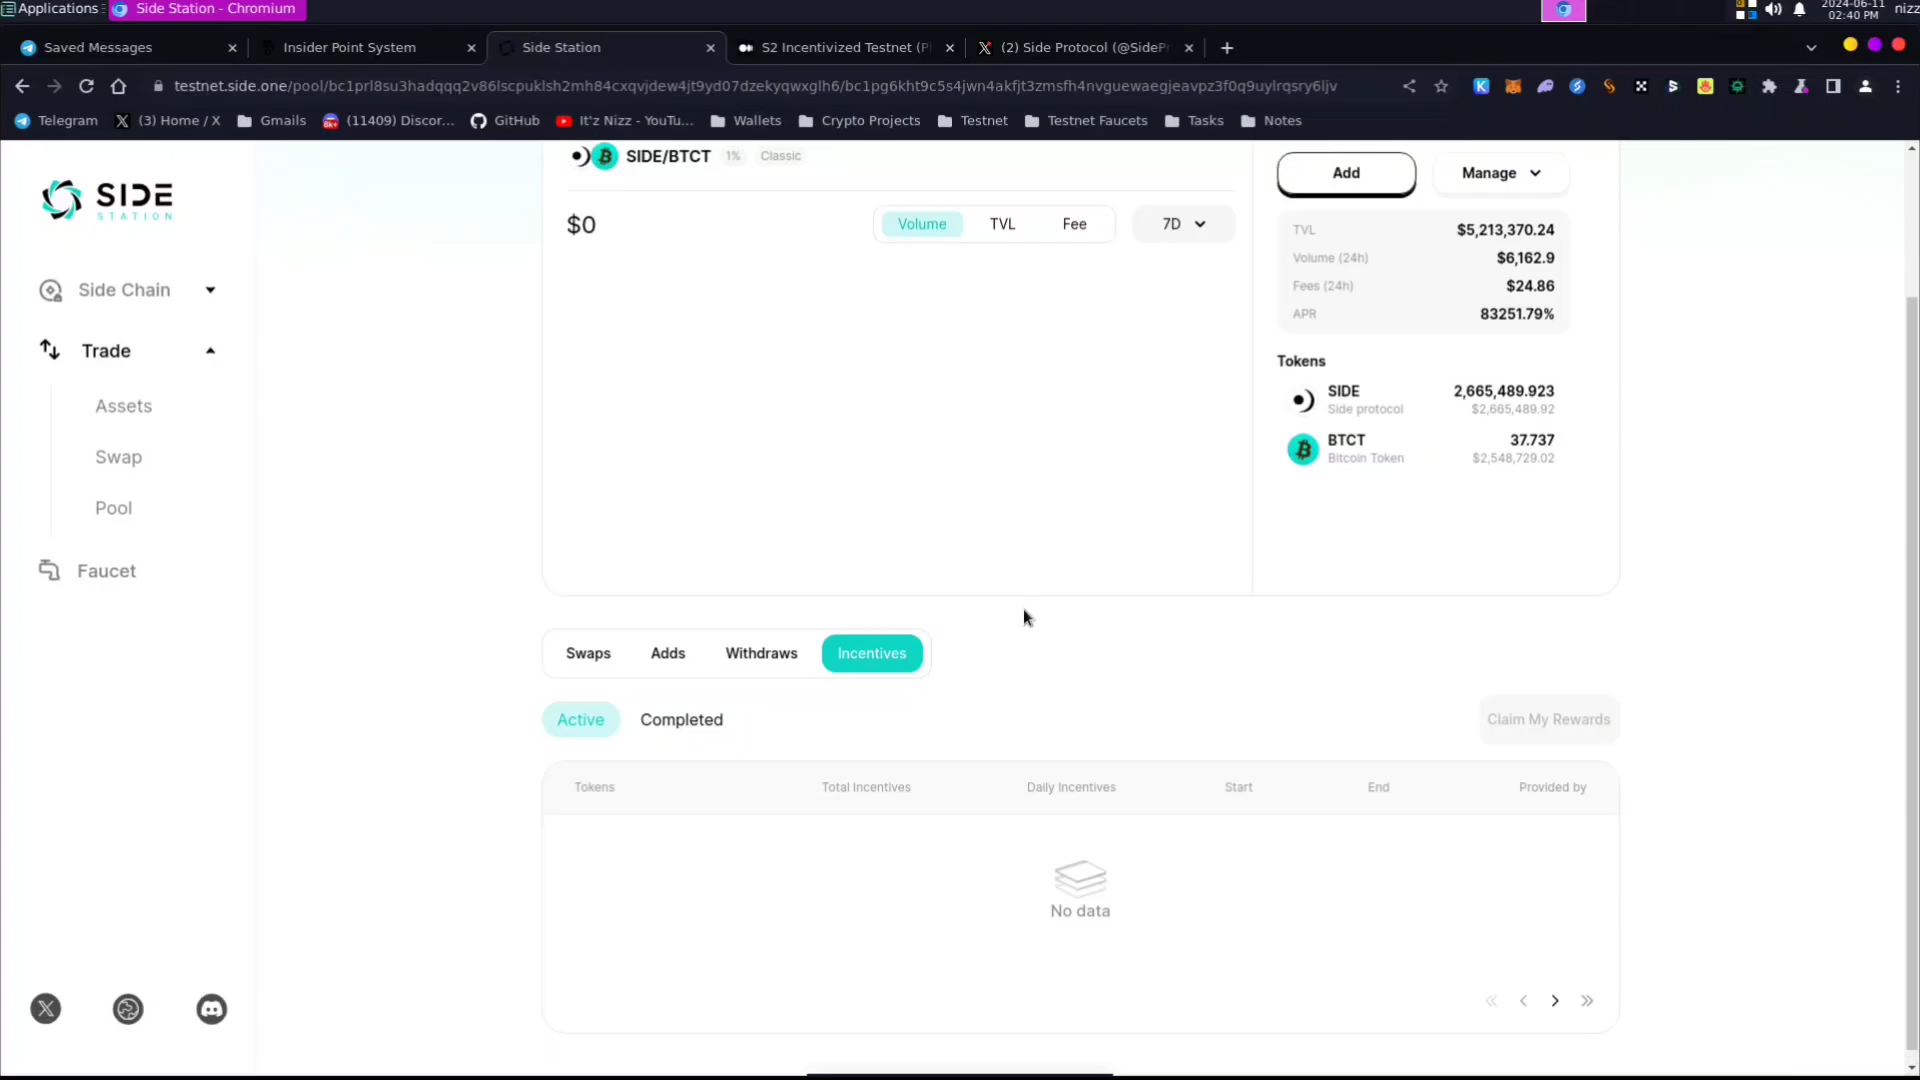 Applications :
Side Station - Chromium
2024-06-11
02:40 PM
nizz
Saved Messages
Insider Point System
Side Station
S2 Incentivized Testnet (P
(2) Side Protocol (@SidePr
testnet.side.one/pool/bc1prl8su3hadqqq2v86lscpuklsh2mh84cxqvjdew4jt9yd07dzekyqwxglh6/bc1pg6kht9c5s4jwn4akfjt3zmsfh4nvguewaegjeavpz3f0q9uylrqsry6ljv
Telegram
(3) Home / X
Gmails
(11409) Discor...
GitHub
It'z Nizz - YouTu...
Wallets
Crypto Projects
Testnet
Testnet Faucets
Tasks
Notes
SIDE
STATION
Side Chain
Trade
Assets
Swap
Pool
Faucet
SIDE/BTCT 1% Classic
$0
Volume TVL Fee
7D
Add
Manage
TVL $5,213,370.24
Volume (24h) $6,162.9
Fees (24h) $24.86
APR 83251.79%
Tokens
SIDE 2,665,489.923
Side protocol $2,665,489.92
BTCT 37.737
Bitcoin Token $2,548,729.02
Swaps Adds Withdraws Incentives
Active Completed
Claim My Rewards
Tokens Total Incentives Daily Incentives Start End Provided by
No data